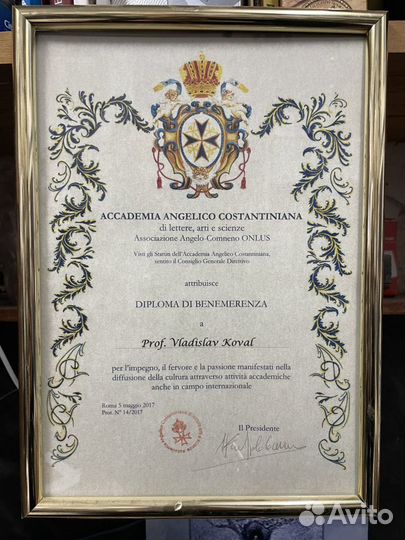 ACCADEMIA ANGELICO COSTANTINIANA
di lettere, arti e scienze
Associazione Angelo-Comneno ONLUS
Visti gli Statuti dell'Accademia Angelico Costantiniana,
sentito il Consiglio Generale Direttivo
attribuisce
DIPLOMA DI BENEMERENZA
a
Prof. Vladislav Koval
per l'impegno, il fervore e la passione manifestati nella
diffusione della cultura attraverso attività accademiche
anche in campo internazionale
Roma 5 maggio 2017
Prot. N° 14/2017
Il Presidente
Avito